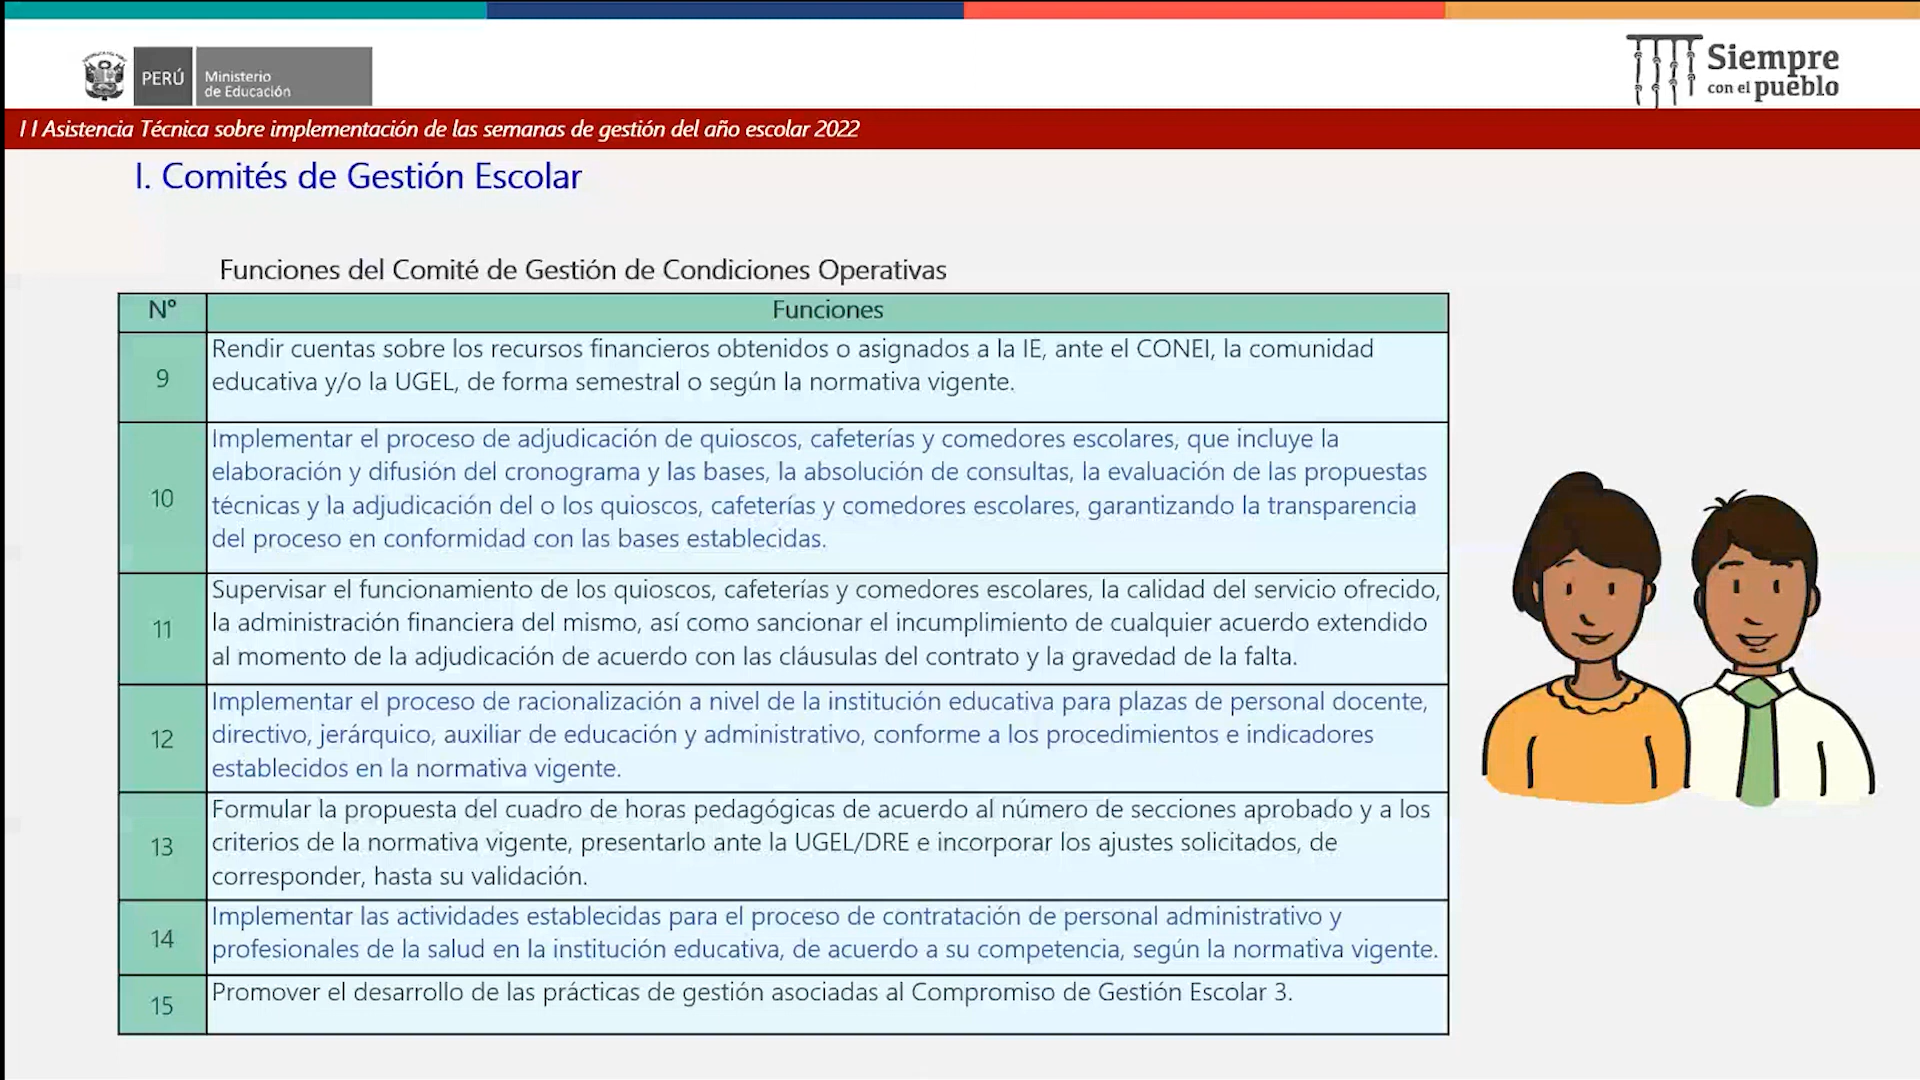 PERÚ
Ministerio
de Educación
Siempre
con el pueblo
I I Asistencia Técnica sobre implementación de las semanas de gestión del año escolar 2022
I. Comités de Gestión Escolar
Funciones del Comité de Gestión de Condiciones Operativas
N° Funciones
9
Rendir cuentas sobre los recursos financieros obtenidos o asignados a la IE, ante el CONEI, la comunidad
educativa y/o la UGEL, de forma semestral o según la normativa vigente.
10
Implementar el proceso de adjudicación de quioscos, cafeterías y comedores escolares, que incluye la
elaboración y difusión del cronograma y las bases, la absolución de consultas, la evaluación de las propuestas
técnicas y la adjudicación del o los quioscos, cafeterías y comedores escolares, garantizando la transparencia
del proceso en conformidad con las bases establecidas.
11
Supervisar el funcionamiento de los quioscos, cafeterías y comedores escolares, la calidad del servicio ofrecido,
la administración financiera del mismo, así como sancionar el incumplimiento de cualquier acuerdo extendido
al momento de la adjudicación de acuerdo con las cláusulas del contrato y la gravedad de la falta.
12
Implementar el proceso de racionalización a nivel de la institución educativa para plazas de personal docente,
directivo, jerárquico, auxiliar de educación y administrativo, conforme a los procedimientos e indicadores
establecidos en la normativa vigente.
13
Formular la propuesta del cuadro de horas pedagógicas de acuerdo al número de secciones aprobado y a los
criterios de la normativa vigente, presentarlo ante la UGEL/DRE e incorporar los ajustes solicitados, de
corresponder, hasta su validación.
14
Implementar las actividades establecidas para el proceso de contratación de personal administrativo y
profesionales de la salud en la institución educativa, de acuerdo a su competencia, según la normativa vigente.
15
Promover el desarrollo de las prácticas de gestión asociadas al Compromiso de Gestión Escolar 3.